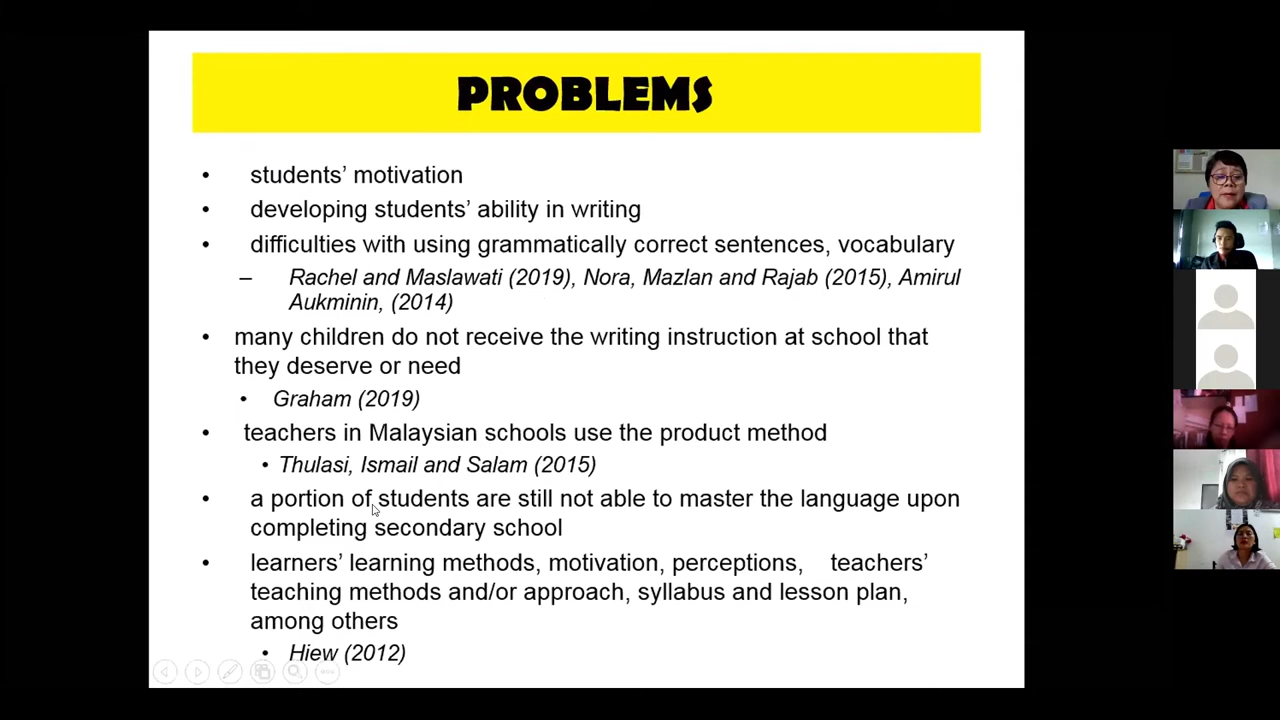 PROBLEMS
• students’ motivation
• developing students’ ability in writing
• difficulties with using grammatically correct sentences, vocabulary
– Rachel and Maslawati (2019), Nora, Mazlan and Rajab (2015), Amirul
Aukminin, (2014)
• many children do not receive the writing instruction at school that
they deserve or need
• Graham (2019)
• teachers in Malaysian schools use the product method
• Thulasi, Ismail and Salam (2015)
• a portion of students are still not able to master the language upon
completing secondary school
• learners’ learning methods, motivation, perceptions, teachers’
teaching methods and/or approach, syllabus and lesson plan,
among others
• Hiew (2012)